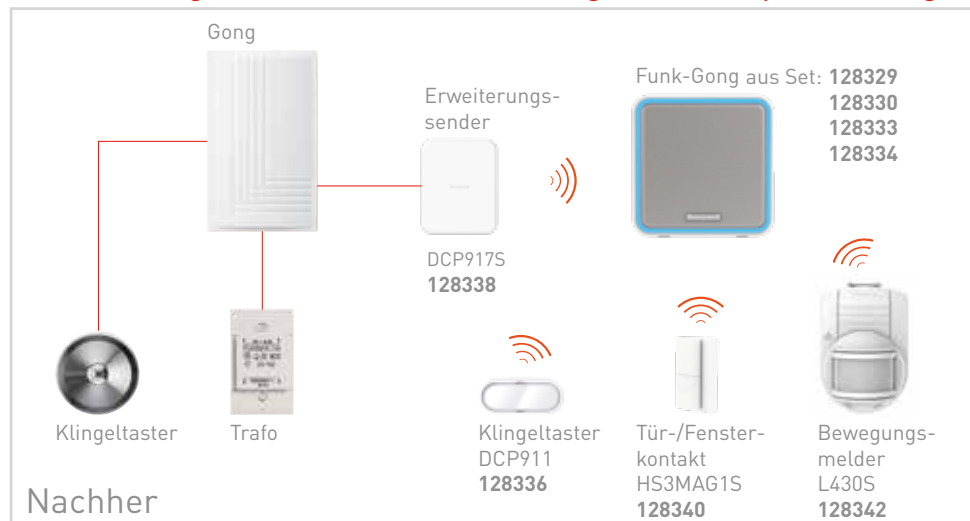 Gong
Erweiterungs-
sender
Funk-Gong aus Set: 128329
128330
128333
128334
DCP917S
128338
Klingeltaster
Trafo
Klingeltaster
DCP911
128336
Tür-/Fenster-
kontakt
HS3MAG1S
128340
Bewegungs-
melder
L430S
128342
Nachher